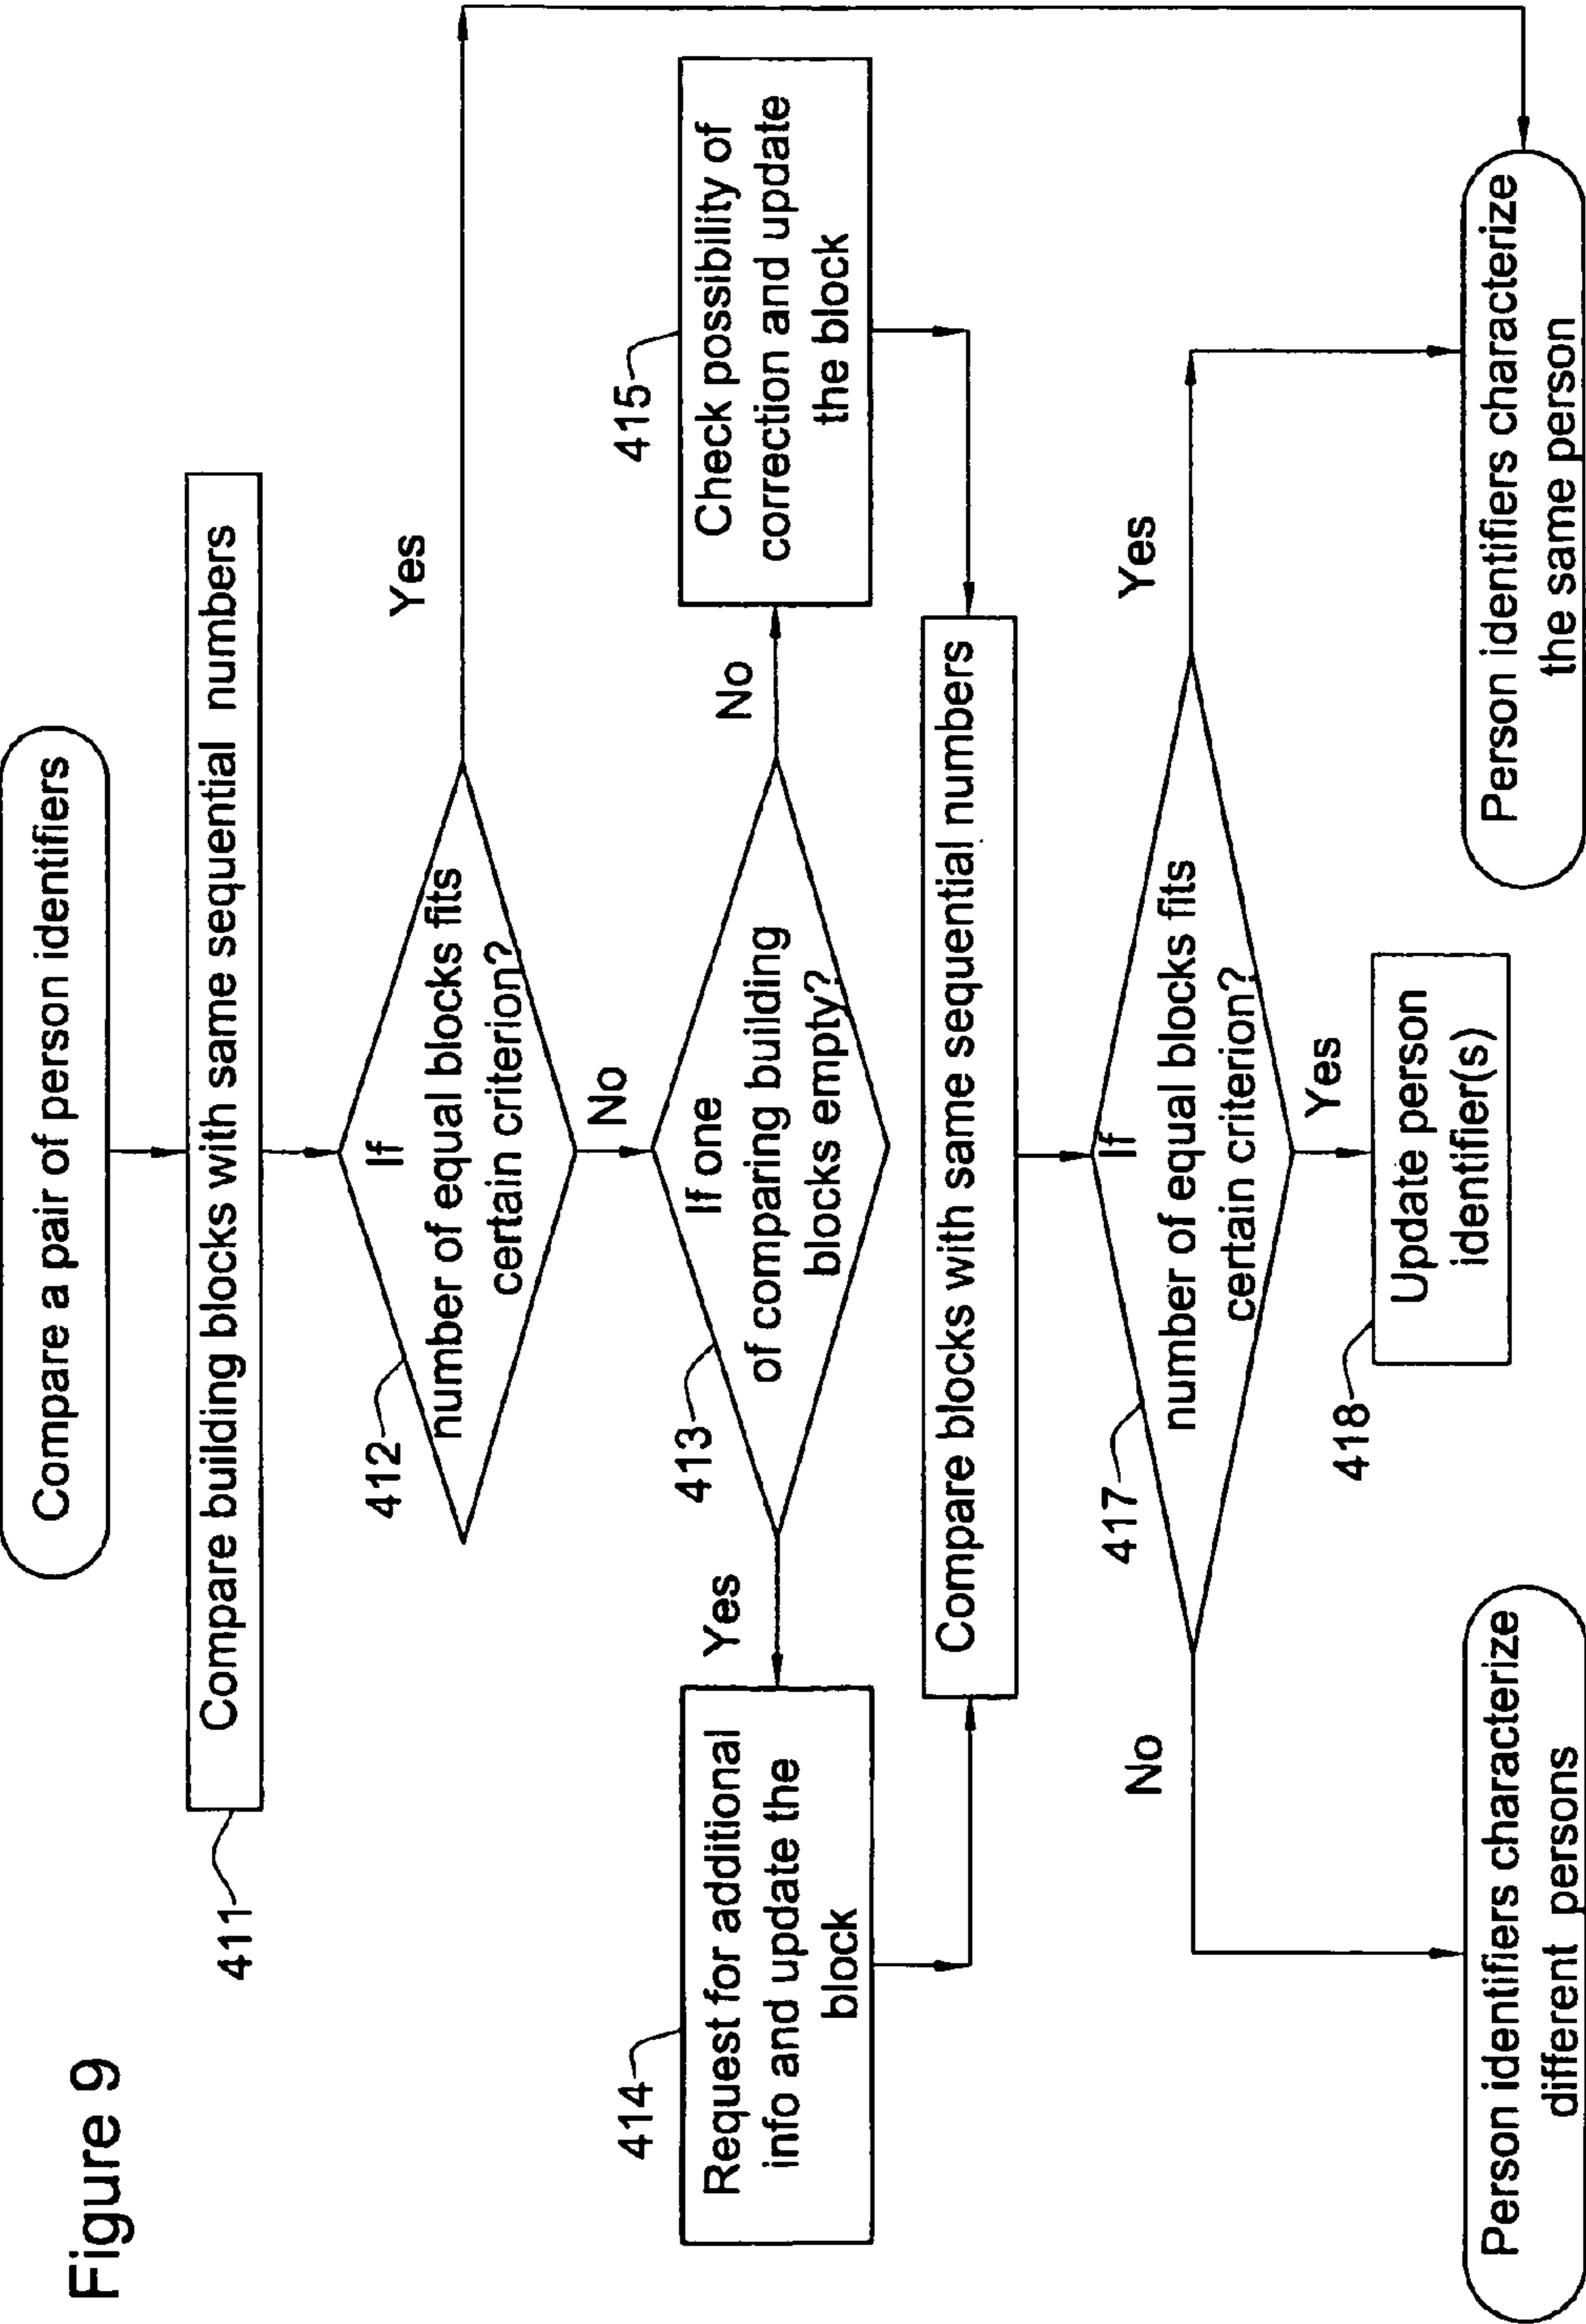 Figure 9
Compare a pair of person identifiers
411
Compare building blocks with same sequential numbers
412
If
number of equal blocks fits
certain criterion?
Yes
No
413
If one
of comparing building
blocks empty?
Yes
No
414
Request for additional
info and update the
block
415
Check possibility of
correction and update
the block
Compare blocks with same sequential numbers
417
If
number of equal blocks fits
certain criterion?
No
Yes
Yes
418
Update person
identifier(s)
Person identifiers characterize
different persons
Person identifiers characterize
the same person